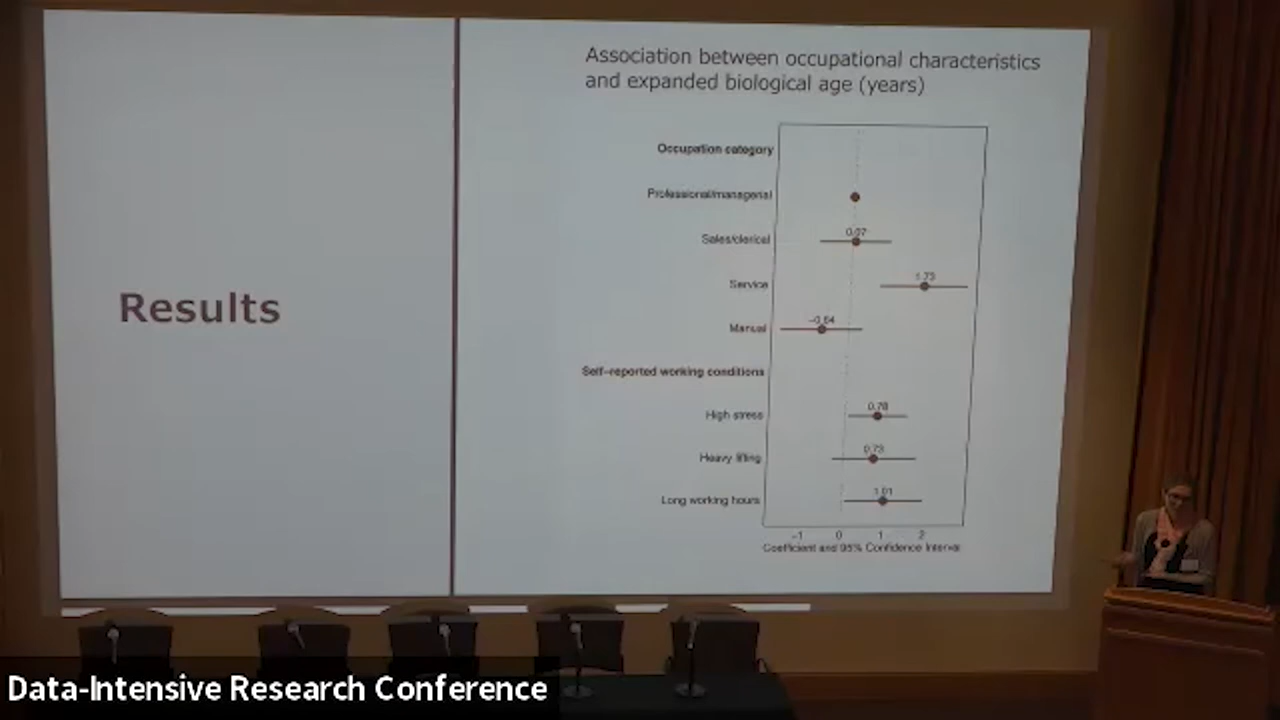 Results
Association between occupational characteristics
and expanded biological age (years)
Occupation category
Professional/managerial
Sales/clerical
0.07
Service
1.73
Manual
-0.64
Self-reported working conditions
High stress
0.78
Heavy lifting
0.73
Long working hours
1.01
-1 0 1 2
Coefficient and 95% Confidence Interval
Data-Intensive Research Conference